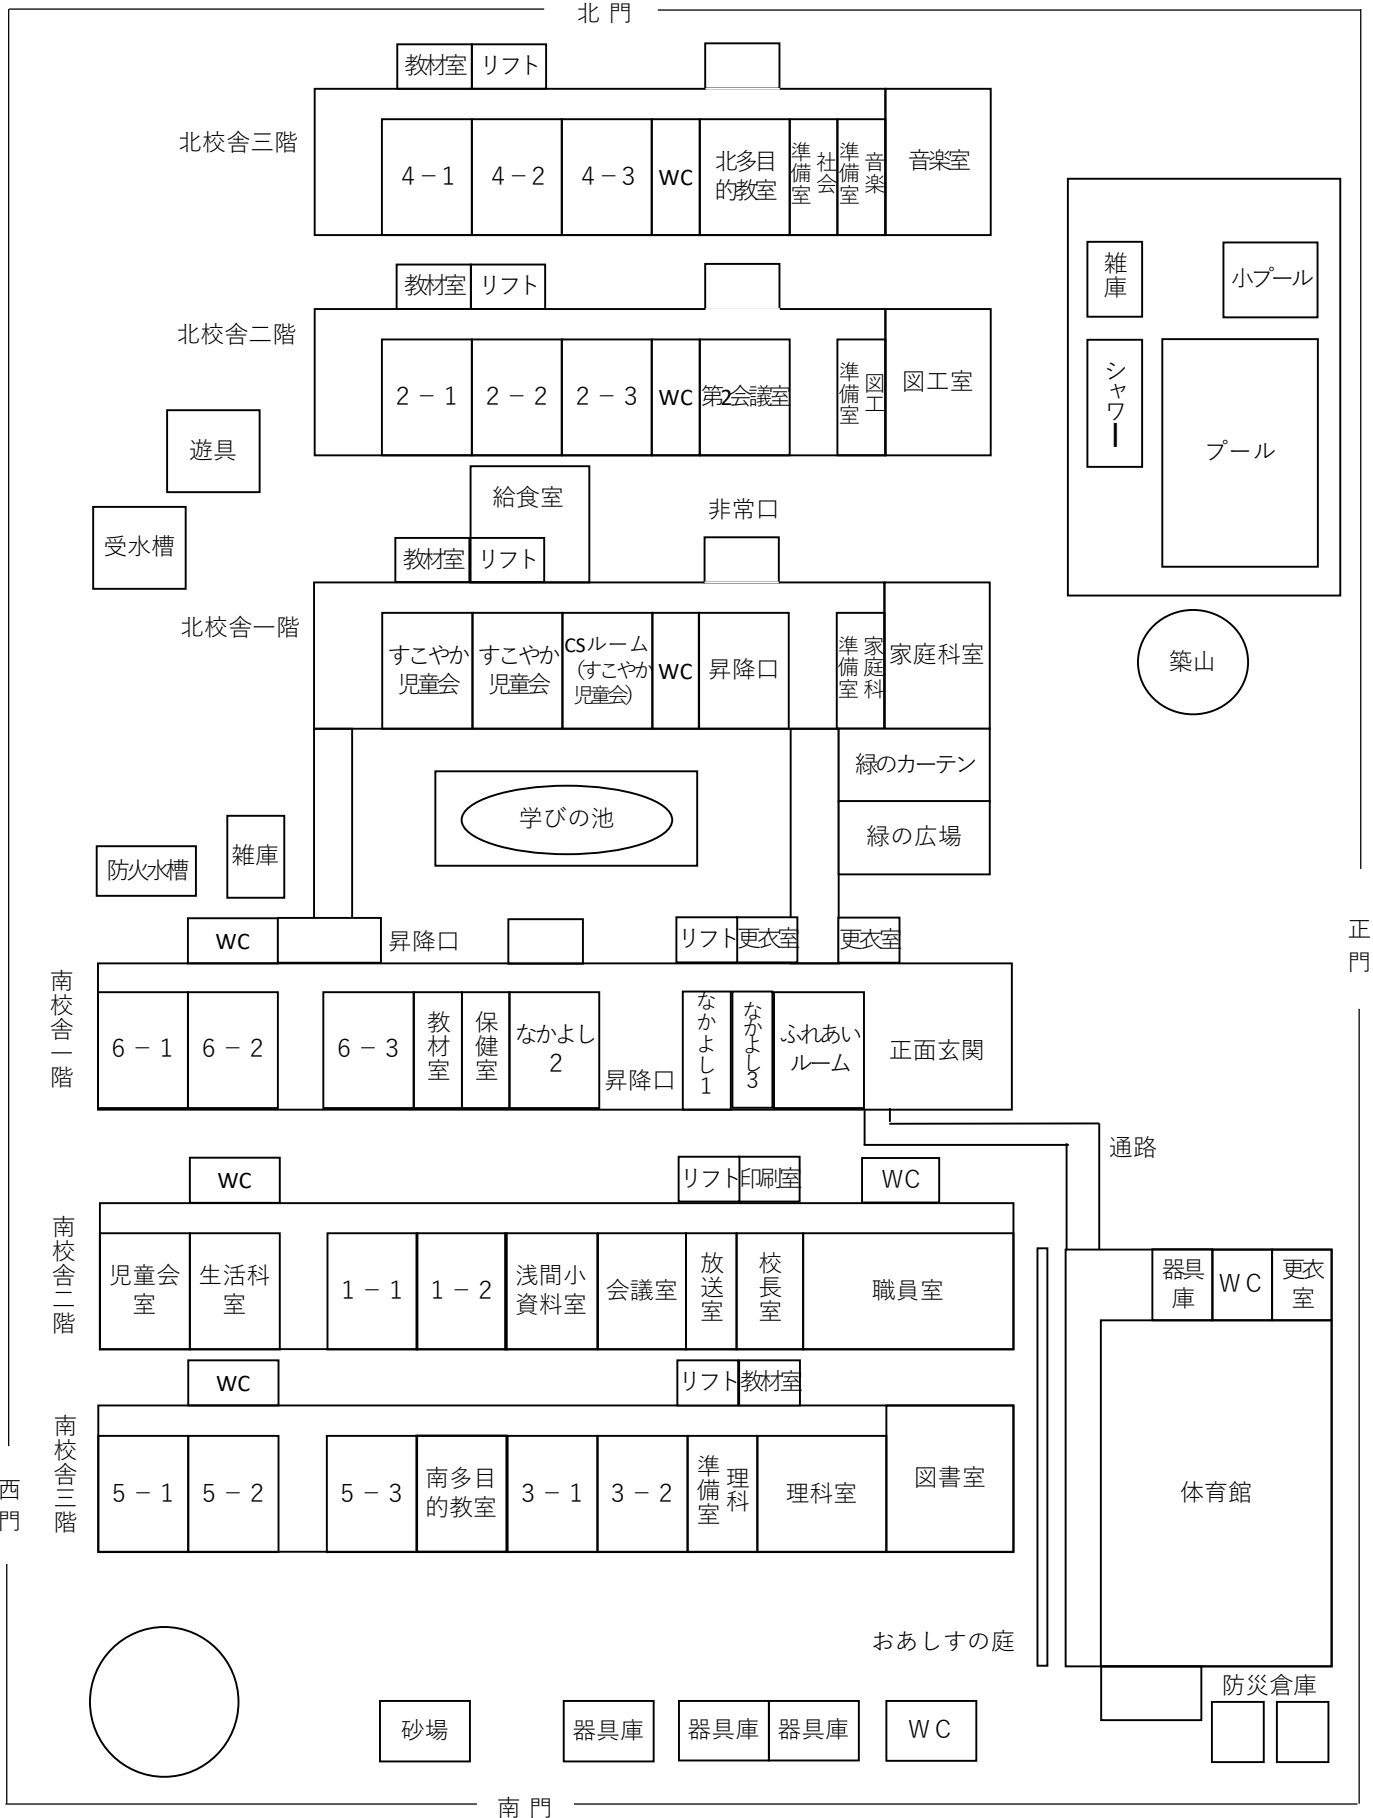 北 門
教材室
リフト
北校舎三階
４－１
４－２
４－３
WC
北多目
的教室
社会
準備室
音楽
準備室
音楽室
教材室
リフト
北校舎二階
２－１
２－２
２－３
WC
第2会議室
図工
準備室
図工室
雑庫
小プール
シャワー
プール
遊具
受水槽
給食室
非常口
教材室
リフト
北校舎一階
すこやか
児童会
すこやか
児童会
CSルーム
（すこやか
児童会）
WC
昇降口
家庭科
準備室
家庭科室
築山
緑のカーテン
緑の広場
学びの池
防火水槽
雑庫
正門
WC
昇降口
リフト
更衣室
更衣室
南校舎一階
６－１
６－２
６－３
教材室
保健室
なかよし
2
昇降口
なかよし1
なかよし3
ふれあい
ルーム
正面玄関
通路
WC
リフト
印刷室
WC
南校舎二階
児童会
室
生活科
室
１－１
１－２
浅間小
資料室
会議室
放送室
校長室
職員室
器具
庫
WC
更衣
室
WC
リフト
教材室
南校舎三階
５－１
５－２
５－３
南多目
的教室
３－１
３－２
理科
準備室
理科室
図書室
体育館
西門
おあしすの庭
防災倉庫
砂場
器具庫
器具庫
器具庫
WC
南 門